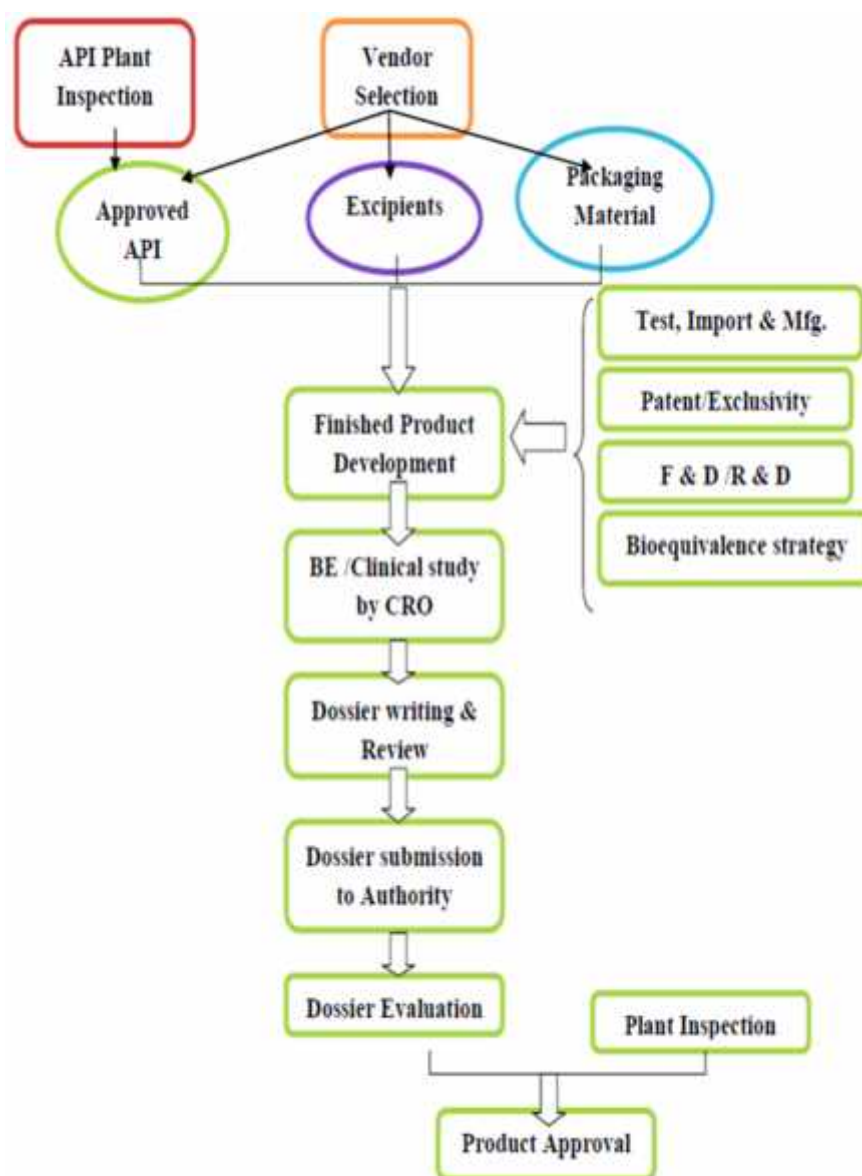 API Plant
Inspection
Vendor
Selection
Approved
API
Excipients
Packaging
Material
Test, Import & Mfg.
Patent/Exclusivity
F & D /R & D
Bioequivalence strategy
Finished Product
Development
BE /Clinical study
by CRO
Dossier writing &
Review
Dossier submission
to Authority
Dossier Evaluation
Plant Inspection
Product Approval